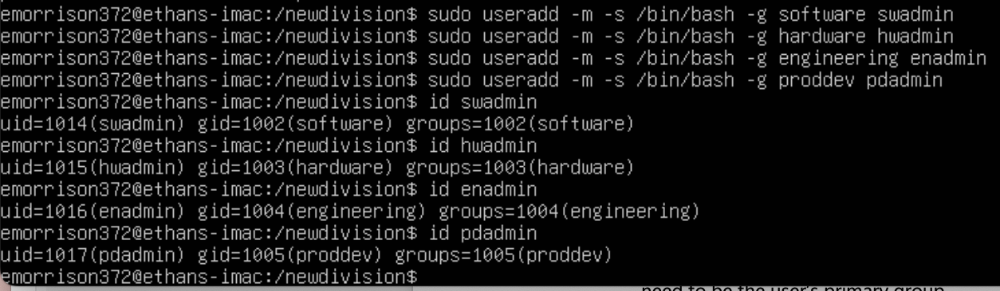 emorrison372@ethans-imac:/newdivision$ sudo useradd -m -s /bin/bash -g software swadmin
emorrison372@ethans-imac:/newdivision$ sudo useradd -m -s /bin/bash -g hardware hwadmin
emorrison372@ethans-imac:/newdivision$ sudo useradd -m -s /bin/bash -g engineering enadmin
emorrison372@ethans-imac:/newdivision$ sudo useradd -m -s /bin/bash -g proddev pdadmin
emorrison372@ethans-imac:/newdivision$ id swadmin
uid=1014(swadmin) gid=1002(software) groups=1002(software)
emorrison372@ethans-imac:/newdivision$ id hwadmin
uid=1015(hwadmin) gid=1003(hardware) groups=1003(hardware)
emorrison372@ethans-imac:/newdivision$ id enadmin
uid=1016(enadmin) gid=1004(engineering) groups=1004(engineering)
emorrison372@ethans-imac:/newdivision$ id pdadmin
uid=1017(pdadmin) gid=1005(proddev) groups=1005(proddev)
emorrison372@ethans-imac:/newdivision$
need to be the user's primary group